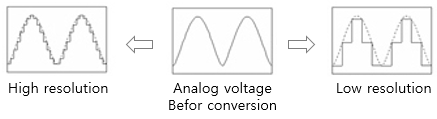 High resolution
Analog voltage
Befor conversion
Low resolution